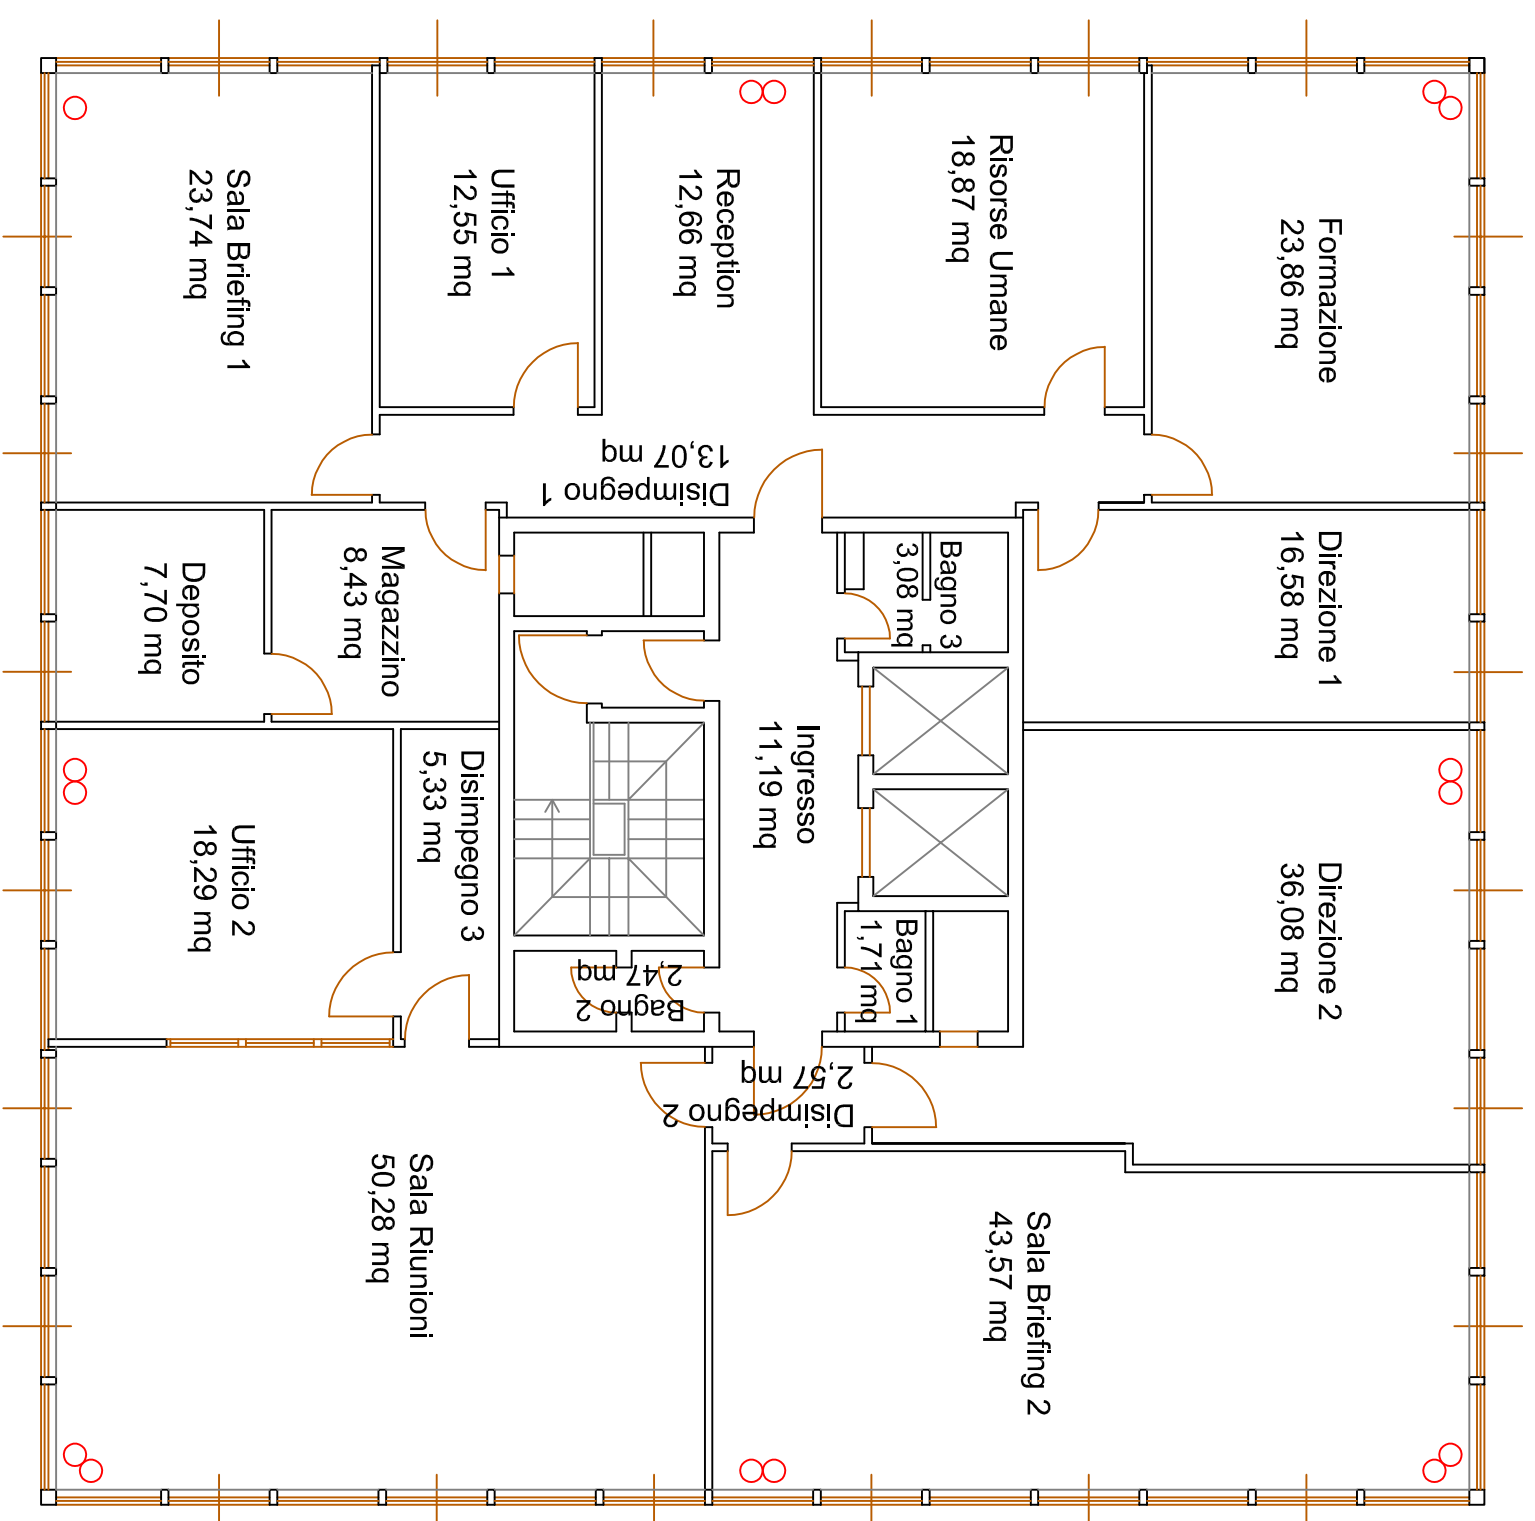 Sala Briefing 1
23,74 mq
Ufficio 1
12,55 mq
Reception
12,66 mq
Risorse Umane
18,87 mq
Formazione
23,86 mq
Disimpegno 1
13,07 mq
Deposito
7,70 mq
Magazzino
8,43 mq
Bagno 3
3,08 mq
Direzione 1
16,58 mq
Ufficio 2
18,29 mq
Disimpegno 3
5,33 mq
Ingresso
11,19 mq
Direzione 2
36,08 mq
Bagno 2
2,47 mq
Bagno 1
1,71 mq
Disimpegno 2
2,57 mq
Sala Riunioni
50,28 mq
Sala Briefing 2
43,57 mq